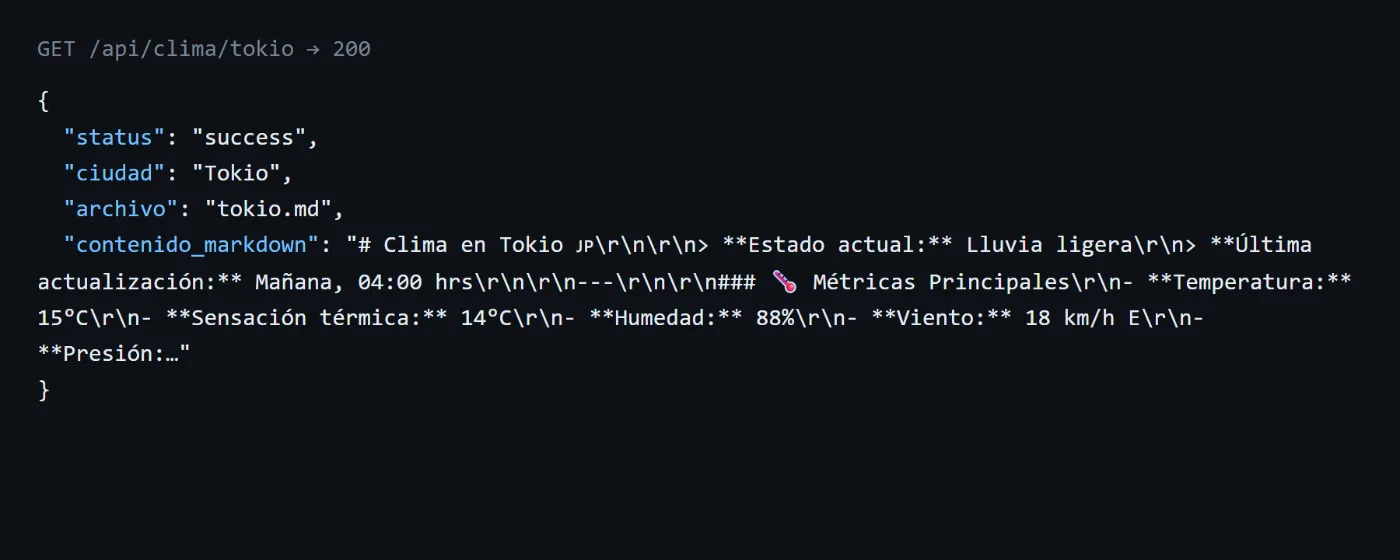 GET /api/clima/tokio → 200
{
"status": "success",
"ciudad": "Tokio",
"archivo": "tokio.md",
"contenido_markdown": "# Clima en Tokio JP\r\n\r\n> **Estado actual:** Lluvia ligera\r\n> **Última
actualización:** Mañana, 04:00 hrs\r\n\r\n---\r\n\r\n### 🌡️ Métricas Principales\r\n- **Temperatura:**
15°C\r\n- **Sensación térmica:** 14°C\r\n- **Humedad:** 88%\r\n- **Viento:** 18 km/h E\r\n-
**Presión:…"
}